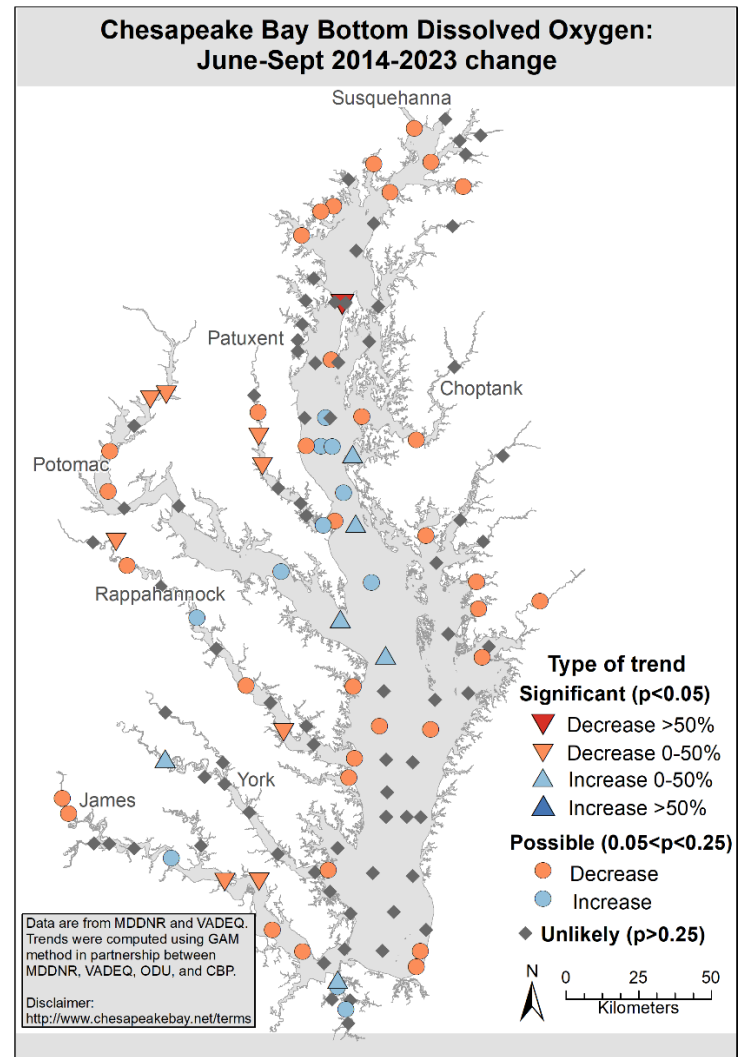 Chesapeake Bay Bottom Dissolved Oxygen:
June-Sept 2014-2023 change
Susquehanna
Patuxent
Choptank
Potomac
Rappahannock
York
James
Type of trend
Significant (p<0.05)
Decrease >50%
Decrease 0-50%
Increase 0-50%
Increase >50%
Possible (0.05<p<0.25)
Decrease
Increase
Unlikely (p>0.25)
Data are from MDDNR and VADEQ.
Trends were computed using GAM
method in partnership between
MDDNR, VADEQ, ODU, and CBP.
Disclaimer:
http://www.chesapeakebay.net/terms
N
0 25 50
Kilometers